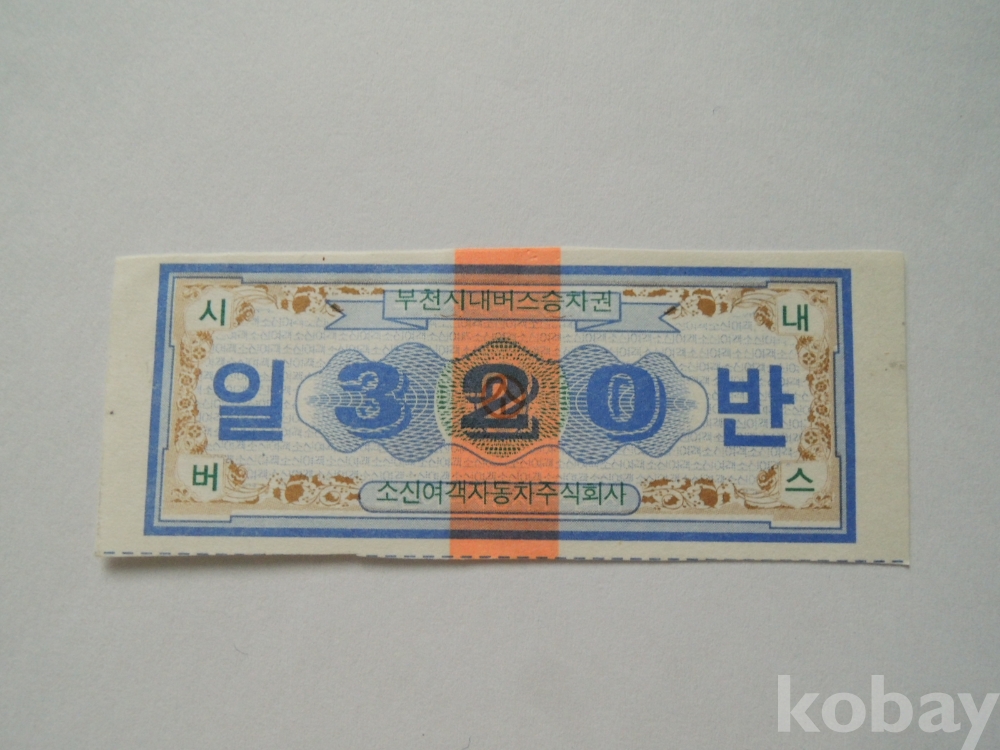 부천시내버스승차권
시 내
일 320 반
버 스
소신여객자동차주식회사
kobay